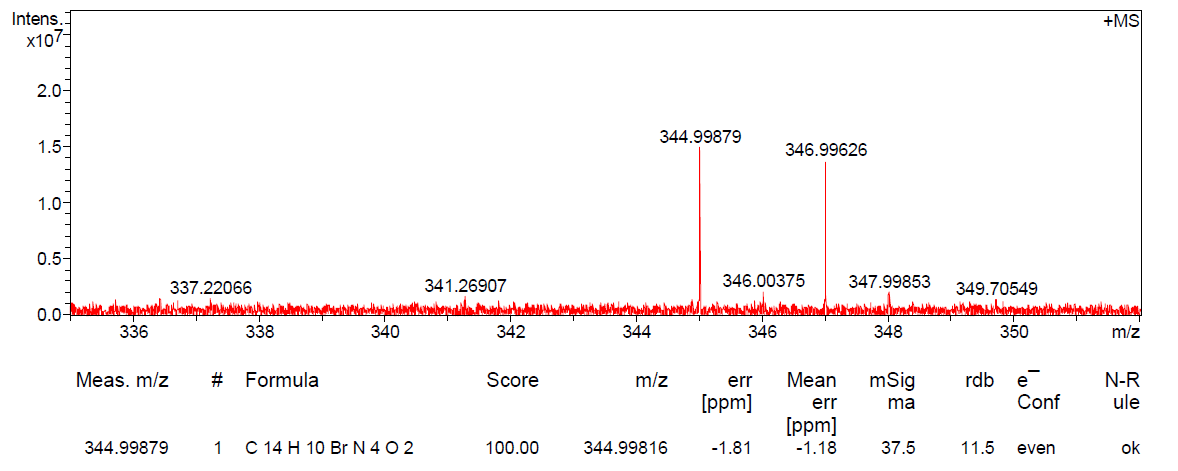 Intens.
x10⁷
+MS
2.0
1.5
1.0
0.5
0.0
344.99879
346.99626
337.22066
341.26907
346.00375
347.99853
349.70549
336 338 340 342 344 346 348 350 m/z
Meas. m/z # Formula Score m/z err Mean mSig rdb e¯ N-R
[ppm] err ma Conf ule
[ppm]
344.99879 1 C 14 H 10 Br N 4 O 2 100.00 344.99816 -1.81 -1.18 37.5 11.5 even ok